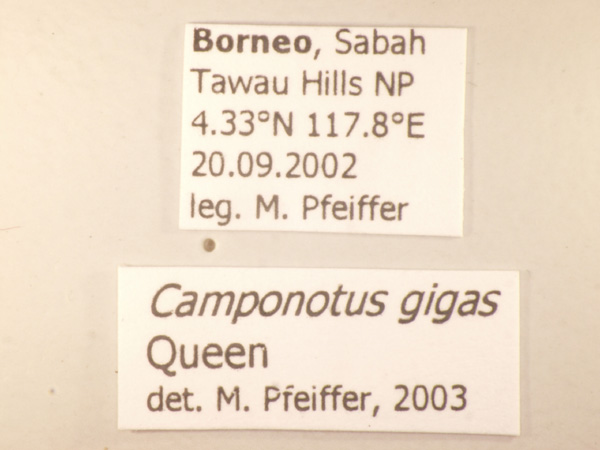 Borneo, Sabah
Tawau Hills NP
4.33°N 117.8°E
20.09.2002
leg. M. Pfeiffer
Camponotus gigas
Queen
det. M. Pfeiffer, 2003